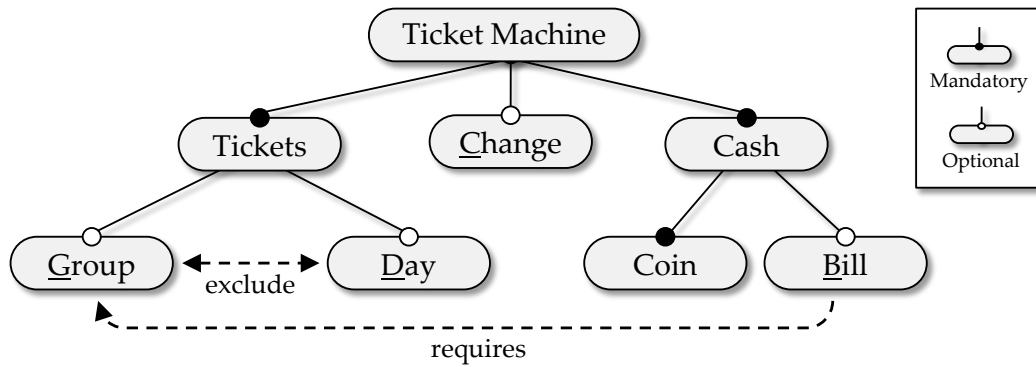 Ticket Machine
Mandatory
Optional
Tickets
Change
Cash
Group
exclude
Day
Coin
Bill
requires